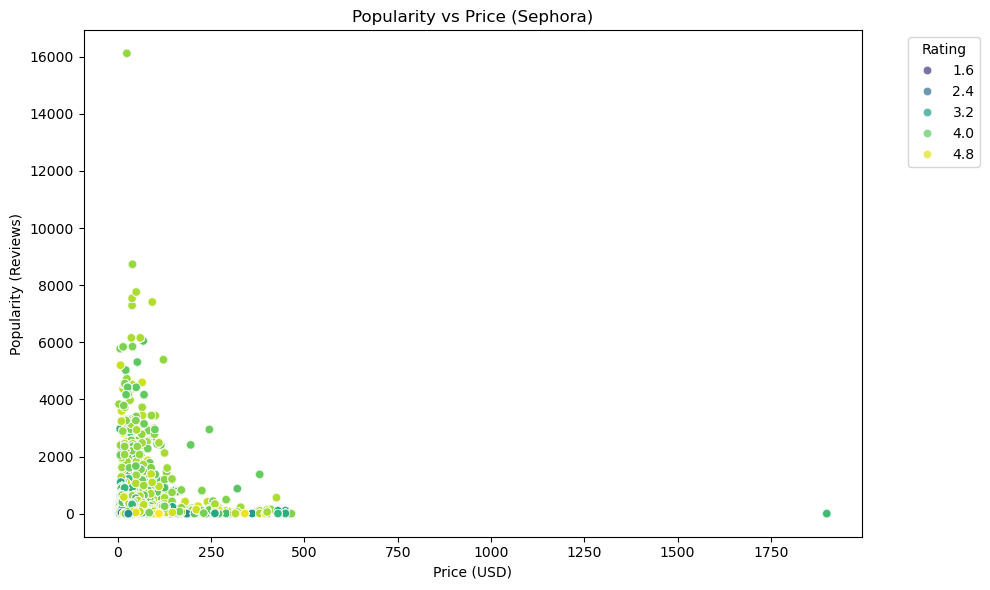 Popularity vs Price (Sephora)
Rating
1.6
2.4
3.2
4.0
4.8
Popularity (Reviews)
16000
14000
12000
10000
8000
6000
4000
2000
0
0 250 500 750 1000 1250 1500 1750
Price (USD)